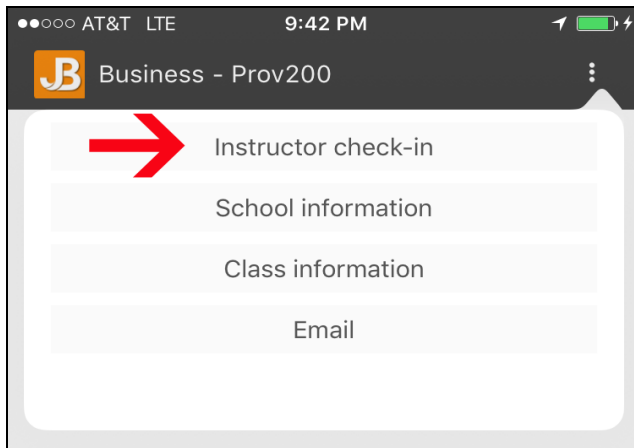 AT&T LTE 9:42 PM
JB Business - Prov200
Instructor check-in
School information
Class information
Email